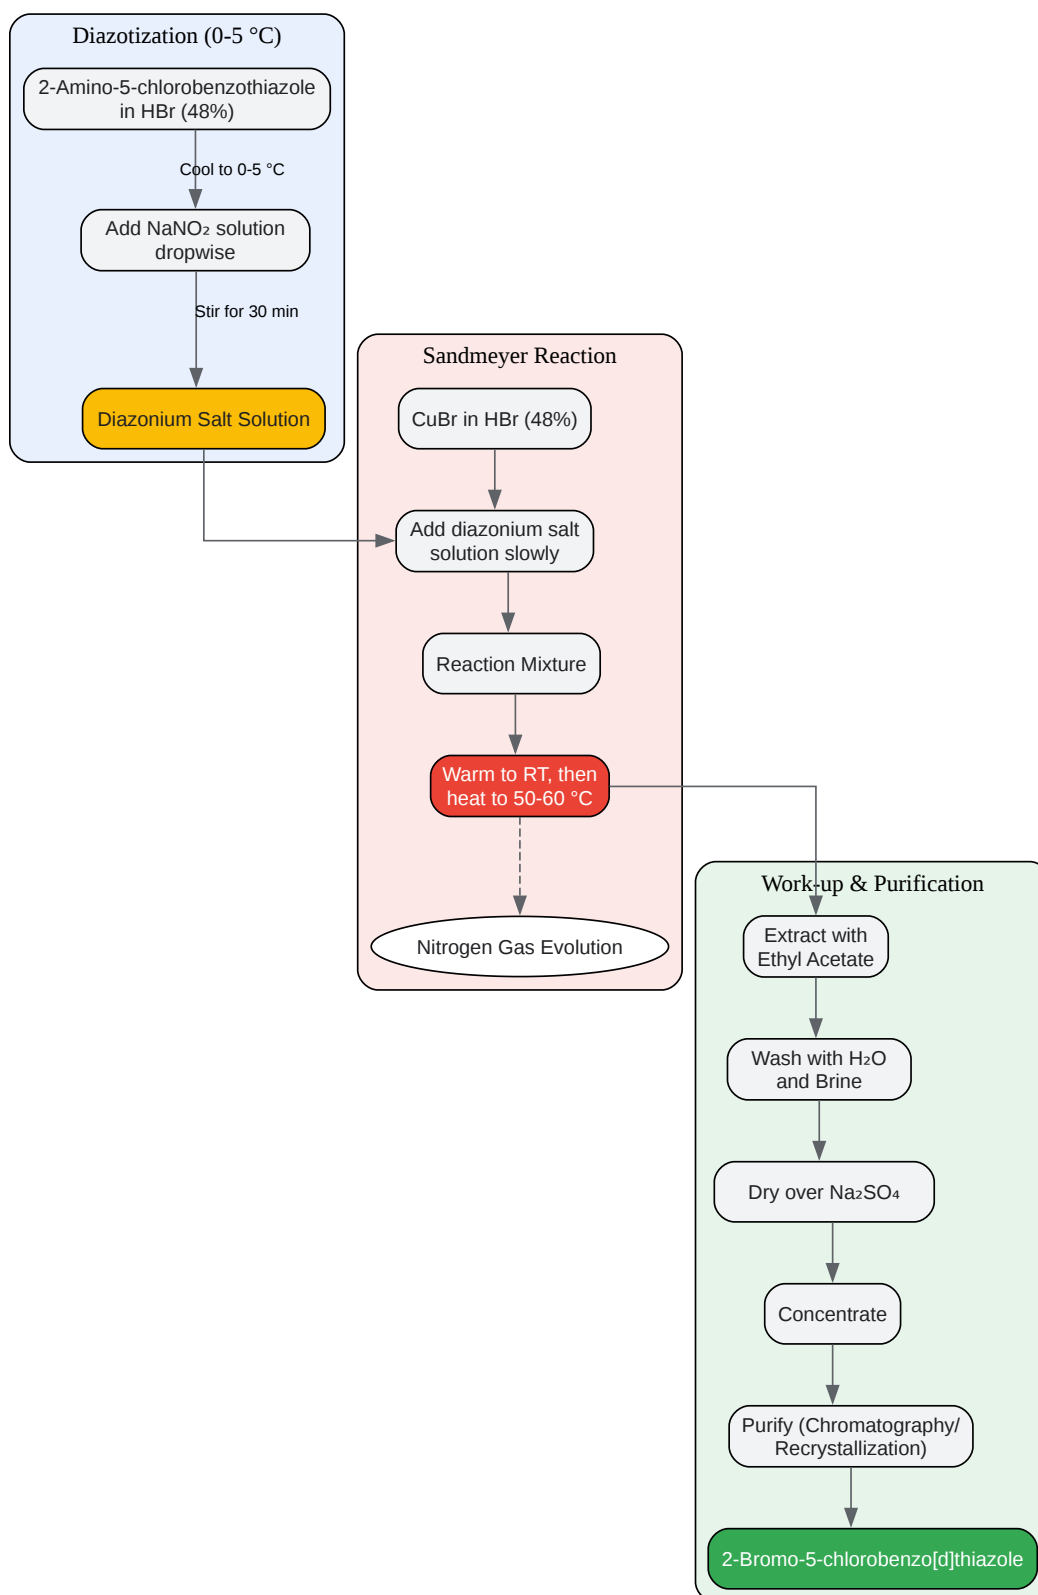 Diazotization (0-5 °C)
2-Amino-5-chlorobenzothiazole
in HBr (48%)
Cool to 0-5 °C
Add NaNO₂ solution
dropwise
Stir for 30 min
Diazonium Salt Solution
Sandmeyer Reaction
CuBr in HBr (48%)
Add diazonium salt
solution slowly
Reaction Mixture
Warm to RT, then
heat to 50-60 °C
Nitrogen Gas Evolution
Work-up & Purification
Extract with
Ethyl Acetate
Wash with H₂O
and Brine
Dry over Na₂SO₄
Concentrate
Purify (Chromatography/
Recrystallization)
2-Bromo-5-chlorobenzo[d]thiazole